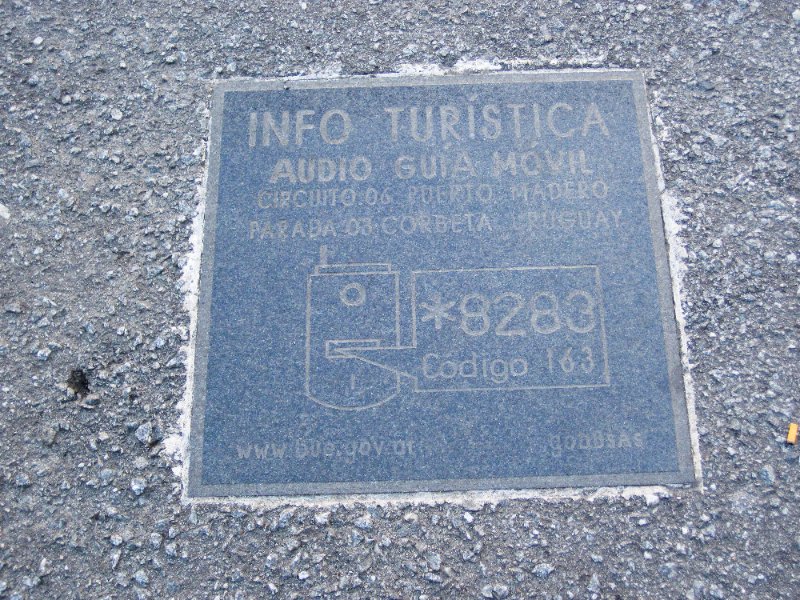 INFO TURÍSTICA
AUDIO GUÍA MÓVIL
CIRCUITO 06 PUERTO MADERO
PARADA 03 CORBETA URUGUAY
*8283
Código 163
www.bue.gov.ar
gobBsAs